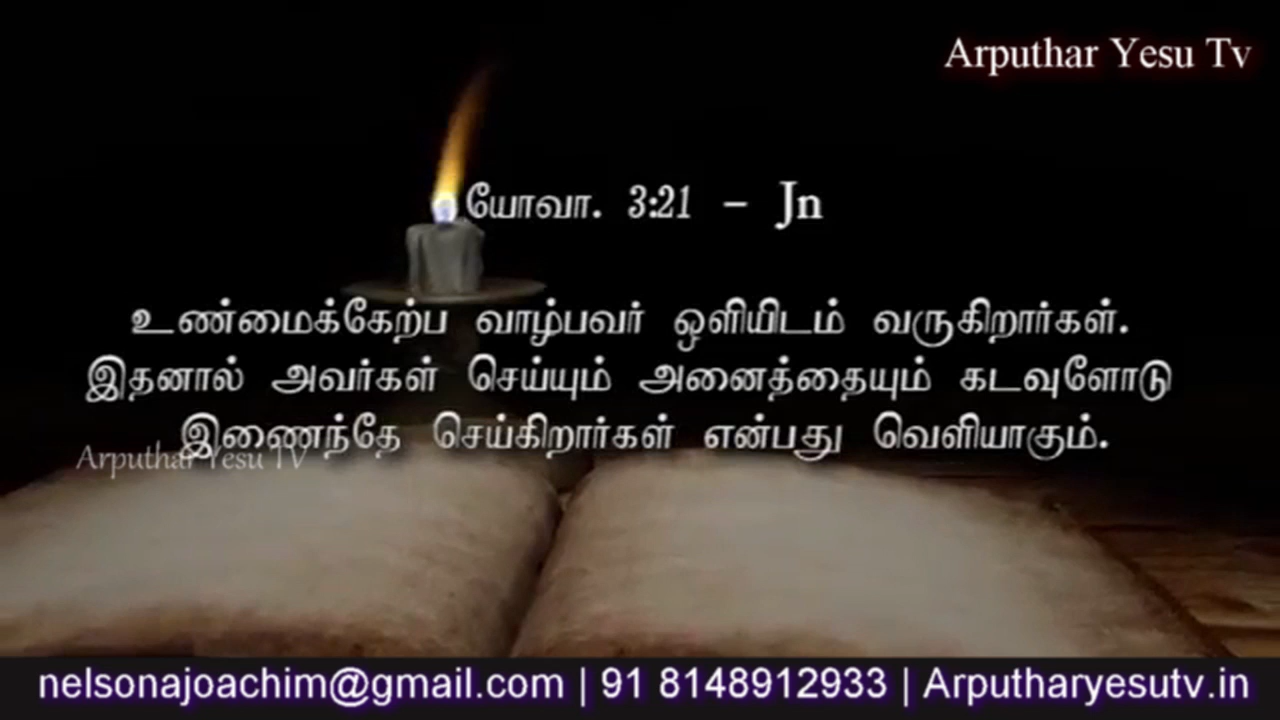 Arputhar Yesu Tv
யோவா. 3:21 - Jn
உண்மைக்கேற்ப வாழ்பவர் ஒளியிடம் வருகிறார்கள்.
இதனால் அவர்கள் செய்யும் அனைத்தையும் கடவுளோடு
இணைந்தே செய்கிறார்கள் என்பது வெளியாகும்.
Arputhar Yesu TV
nelsonajoachim@gmail.com | 91 8148912933 | Arputharyesutv.in